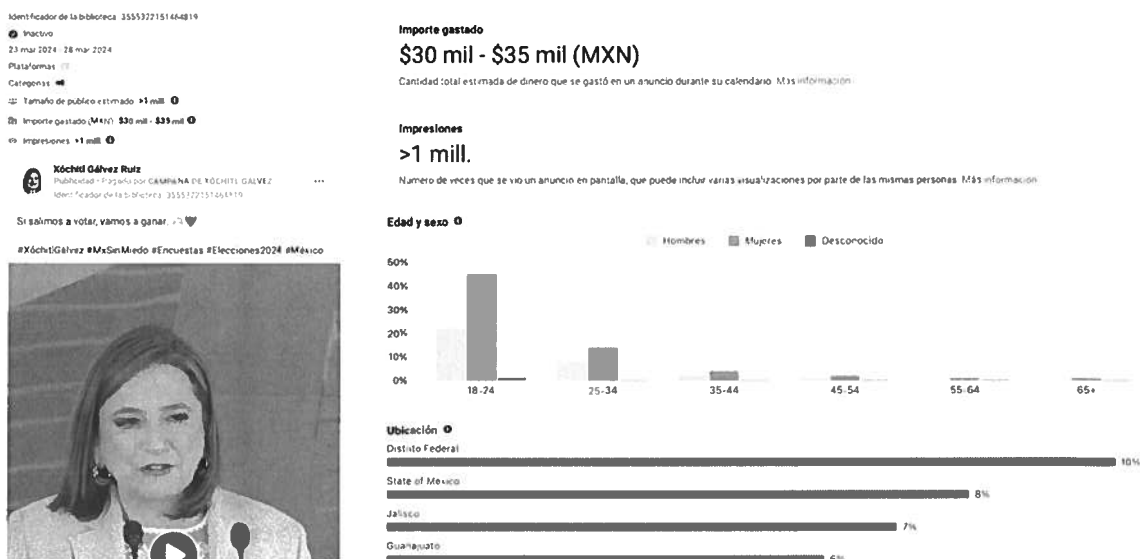 Identificador de la biblioteca: 3555322151464819
Inactivo
23 mar 2024 - 28 mar 2024
Plataformas
Categorías
Tamaño de público estimado: >1 mill.
Importe gastado (MXN): $30 mil - $35 mil
Impresiones: >1 mill.
Xóchitl Gálvez Ruiz
Publicidad • Pagado por CAMPAÑA DE XÓCHITL GÁLVEZ
Identificador de la biblioteca: 3555322151464819
Si salimos a votar, vamos a ganar.
#XóchitlGálvez #MxSinMiedo #Encuestas #Elecciones2024 #México
Importe gastado
$30 mil - $35 mil (MXN)
Cantidad total estimada de dinero que se gastó en un anuncio durante su calendario. Más información
Impresiones
>1 mill.
Número de veces que se vio un anuncio en pantalla, que puede incluir varias visualizaciones por parte de las mismas personas. Más información
Edad y sexo
Hombres Mujeres Desconocido
50%
40%
30%
20%
10%
0%
18-24 25-34 35-44 45-54 55-64 65+
Ubicación
Distrito Federal
10%
State of Mexico
8%
Jalisco
7%
Guanajuato
6%